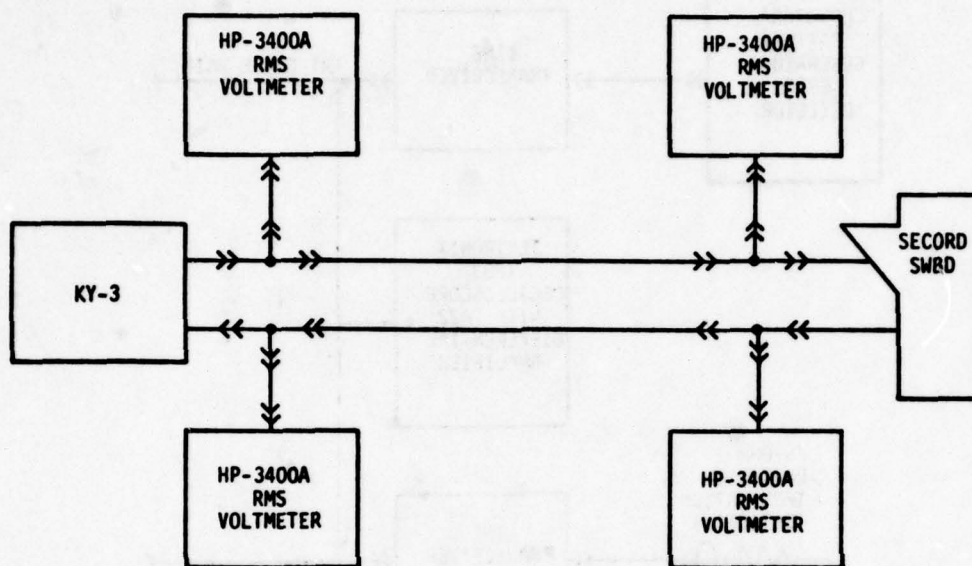 HP-3400A
RMS
VOLTMETER
HP-3400A
RMS
VOLTMETER
KY-3
SECORD
SWBD
HP-3400A
RMS
VOLTMETER
HP-3400A
RMS
VOLTMETER